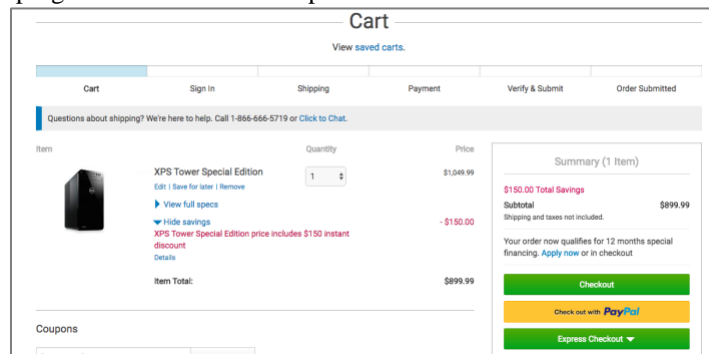 Cart
View saved carts.
Cart
Sign In
Shipping
Payment
Verify & Submit
Order Submitted
Questions about shipping? We're here to help. Call 1-866-666-5719 or Click to Chat.
Item
Quantity
Price
XPS Tower Special Edition
1
$1,049.99
Edit | Save for later | Remove
View full specs
Hide savings
- $150.00
XPS Tower Special Edition price includes $150 instant
discount
Details
Item Total:
$899.99
Coupons
Summary (1 Item)
$150.00 Total Savings
Subtotal
$899.99
Shipping and taxes not included.
Your order now qualifies for 12 months special
financing. Apply now or in checkout
Checkout
Check out with PayPal
Express Checkout